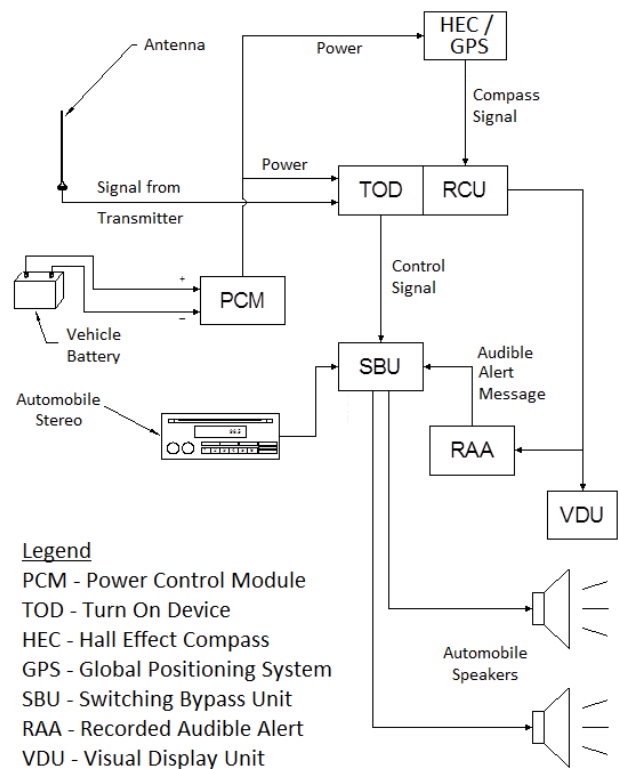 HEC /
GPS
Antenna
Power
Compass
Signal
Power
TOD
RCU
Signal from
Transmitter
Control
Signal
+
–
PCM
Vehicle
Battery
SBU
Audible
Alert
Message
Automobile
Stereo
RAA
VDU
Legend
PCM - Power Control Module
TOD - Turn On Device
HEC - Hall Effect Compass
GPS - Global Positioning System
SBU - Switching Bypass Unit
RAA - Recorded Audible Alert
VDU - Visual Display Unit
Automobile
Speakers